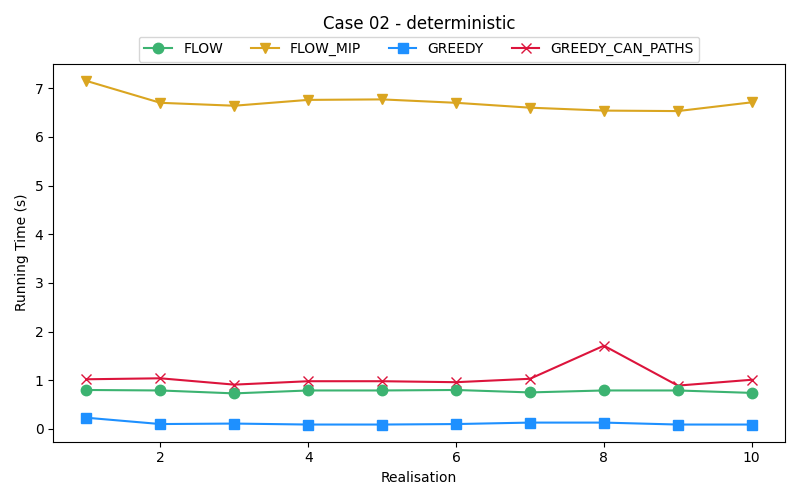 Case 02 - deterministic
FLOW FLOW_MIP GREEDY GREEDY_CAN_PATHS
7
6
5
4
3
2
1
0
Running Time (s)
2 4 6 8 10
Realisation